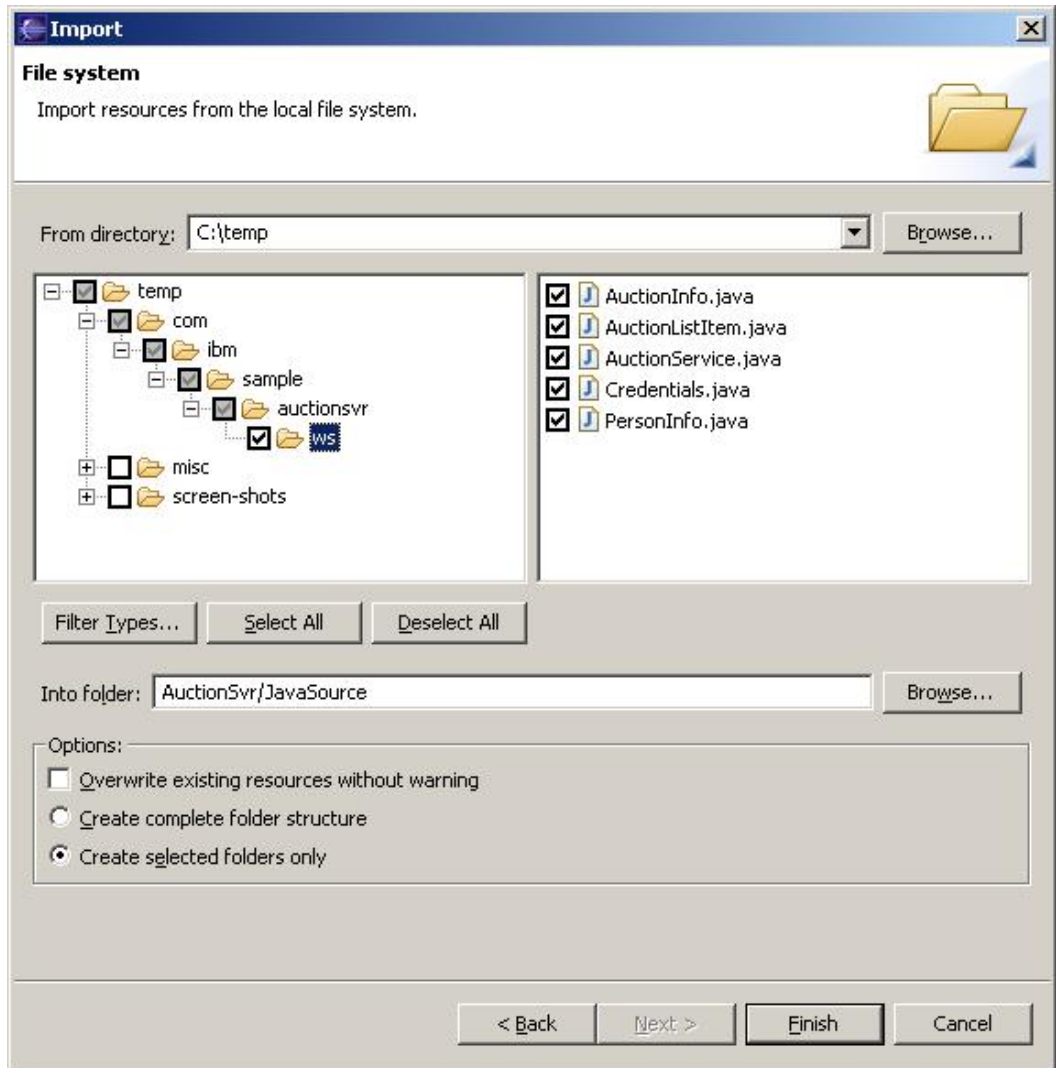 Import
File system
Import resources from the local file system.
From directory: C:\temp Browse...
temp
com
ibm
sample
auctionsvr
ws
misc
screen-shots
AuctionInfo.java
AuctionListItem.java
AuctionService.java
Credentials.java
PersonInfo.java
Filter Types... Select All Deselect All
Into folder: AuctionSvr/JavaSource Browse...
Options:
Overwrite existing resources without warning
Create complete folder structure
Create selected folders only
< Back Next > Finish Cancel